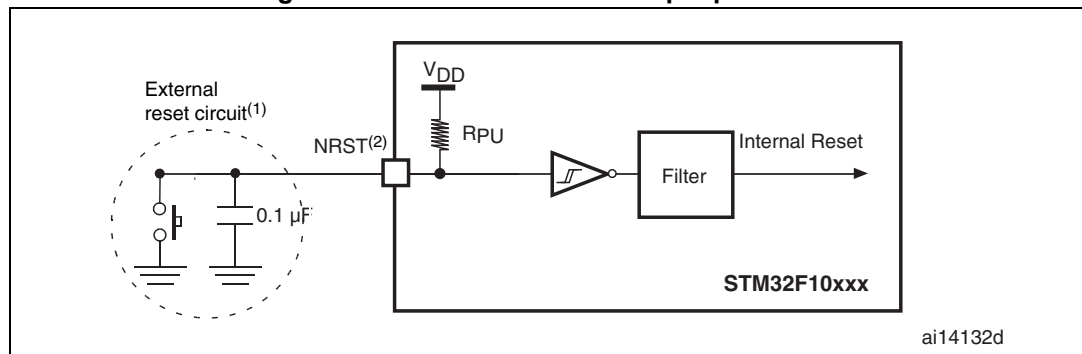 External
reset circuit(1)
VDD
NRST(2)
RPU
Internal Reset
Filter
0.1 µF
STM32F10xxx
ai14132d